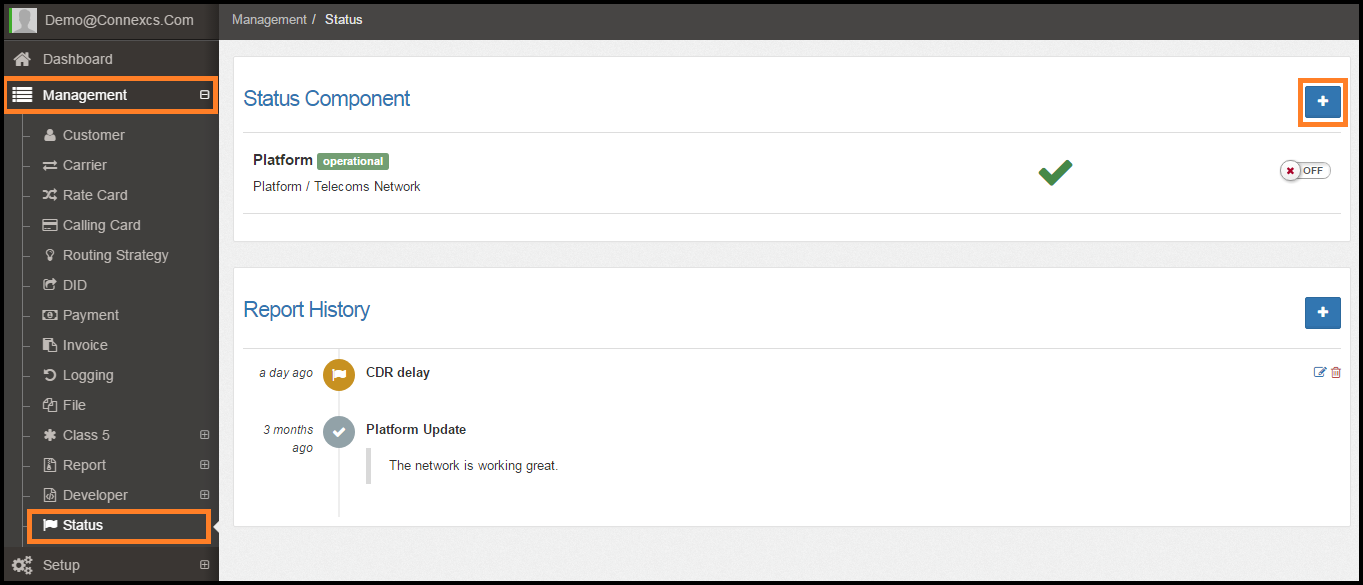 Demo@Connexcs.Com
Management / Status
Dashboard
Management
Customer
Carrier
Rate Card
Calling Card
Routing Strategy
DID
Payment
Invoice
Logging
File
Class 5
Report
Developer
Status
Setup
Status Component
Platform operational
Platform / Telecoms Network
OFF
Report History
a day ago CDR delay
3 months ago Platform Update
The network is working great.